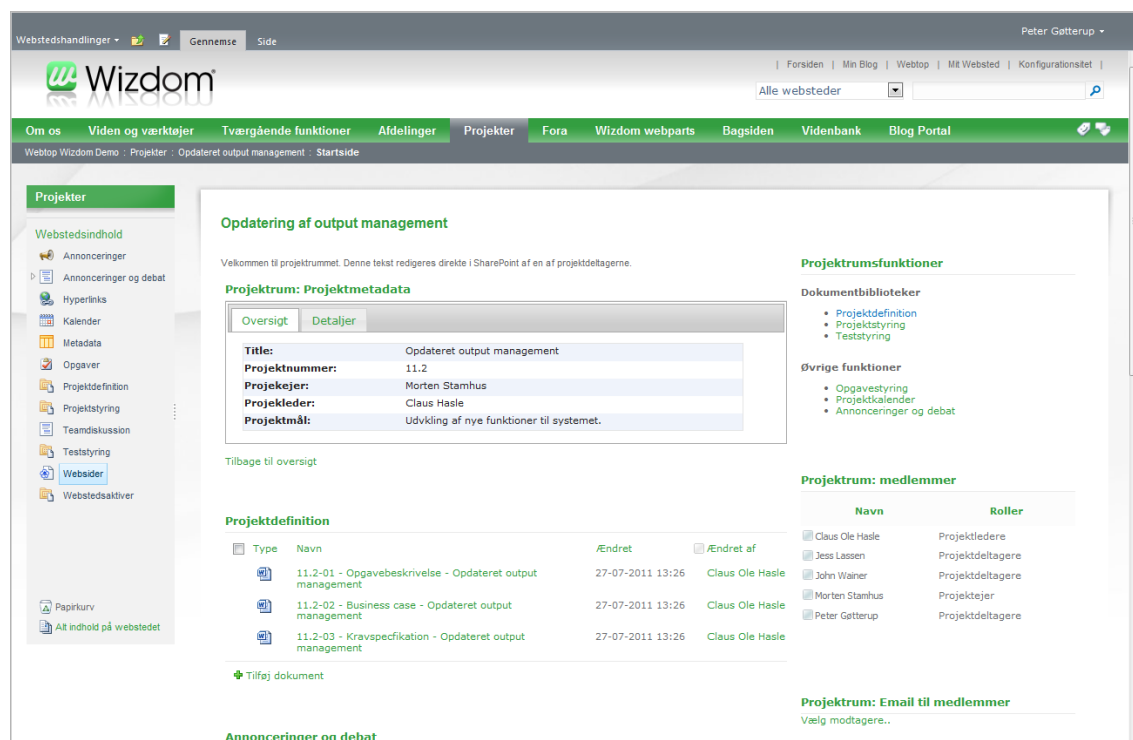 Webstedshandlinger
Gennemse
Side
Peter Gøtterup
Wizdom
| Forsiden | Min Blog | Webtop | Mit Websted | Konfigurationsitet |
Alle websteder
Om os Viden og værktøjer Tværgående funktioner Afdelinger Projekter Fora Wizdom webparts Bagsiden Videnbank Blog Portal
Webtop Wizdom Demo : Projekter : Opdateret output management : Startside
Projekter
Webstedsindhold
Annonceringer
Annonceringer og debat
Hyperlinks
Kalender
Metadata
Opgaver
Projektdefinition
Projektstyring
Teamdiskussion
Teststyring
Websider
Webstedsaktiver
Papirkurv
Alt indhold på webstedet
Opdatering af output management
Velkommen til projektrummet. Denne tekst redigeres direkte i SharePoint af en af projektdeltagerne.
Projektrum: Projektmetadata
Oversigt Detaljer
Title: Opdateret output management
Projektnummer: 11.2
Projekejer: Morten Stamhus
Projekleder: Claus Hasle
Projektmål: Udvkling af nye funktioner til systemet.
Tilbage til oversigt
Projektdefinition
Type Navn Ændret Ændret af
11.2-01 - Opgavebeskrivelse - Opdateret output
management
27-07-2011 13:26 Claus Ole Hasle
11.2-02 - Business case - Opdateret output
management
27-07-2011 13:26 Claus Ole Hasle
11.2-03 - Kravspecfikation - Opdateret output
management
27-07-2011 13:26 Claus Ole Hasle
Tilføj dokument
Annonceringer og debat
Projektrumsfunktioner
Dokumentbiblioteker
• Projektdefinition
• Projektstyring
• Teststyring
Øvrige funktioner
• Opgavestyring
• Projektkalender
• Annonceringer og debat
Projektrum: medlemmer
Navn Roller
Claus Ole Hasle Projektledere
Jess Lassen Projektdeltagere
John Wainer Projektdeltagere
Morten Stamhus Projektejer
Peter Gøtterup Projektdeltagere
Projektrum: Email til medlemmer
Vælg modtagere..